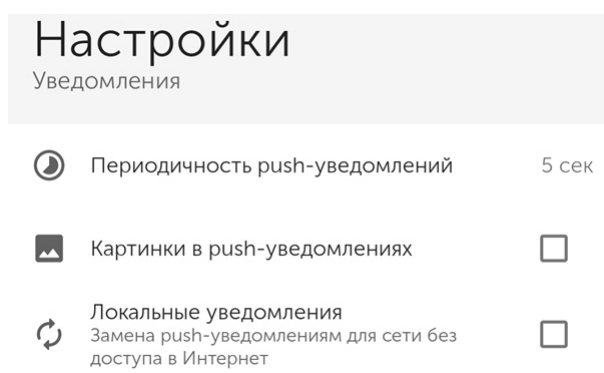 Настройки
Уведомления
Периодичность push-уведомлений 5 сек
Картинки в push-уведомлениях
Локальные уведомления
Замена push-уведомлениям для сети без
доступа в Интернет